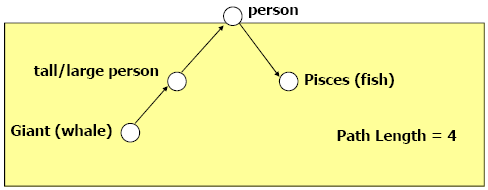 person
tall/large person
Pisces (fish)
Giant (whale)
Path Length = 4